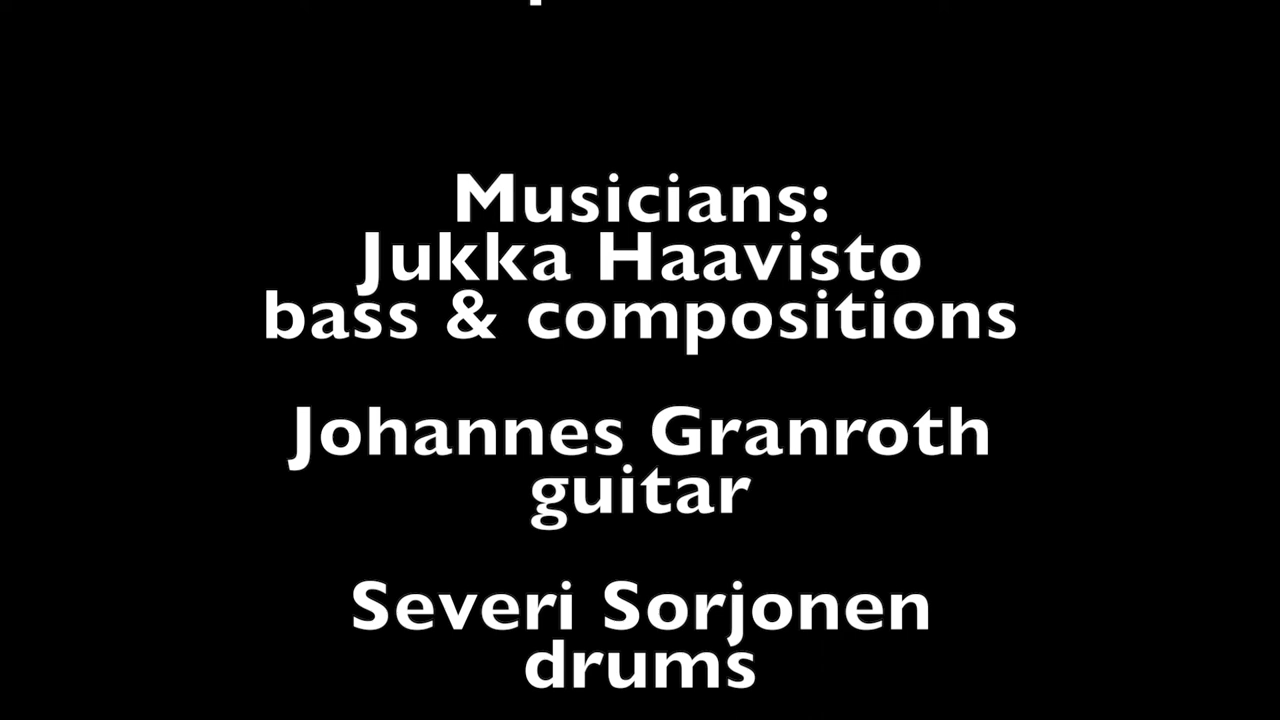 Musicians:
Jukka Haavisto
bass & compositions
Johannes Granroth
guitar
Severi Sorjonen
drums